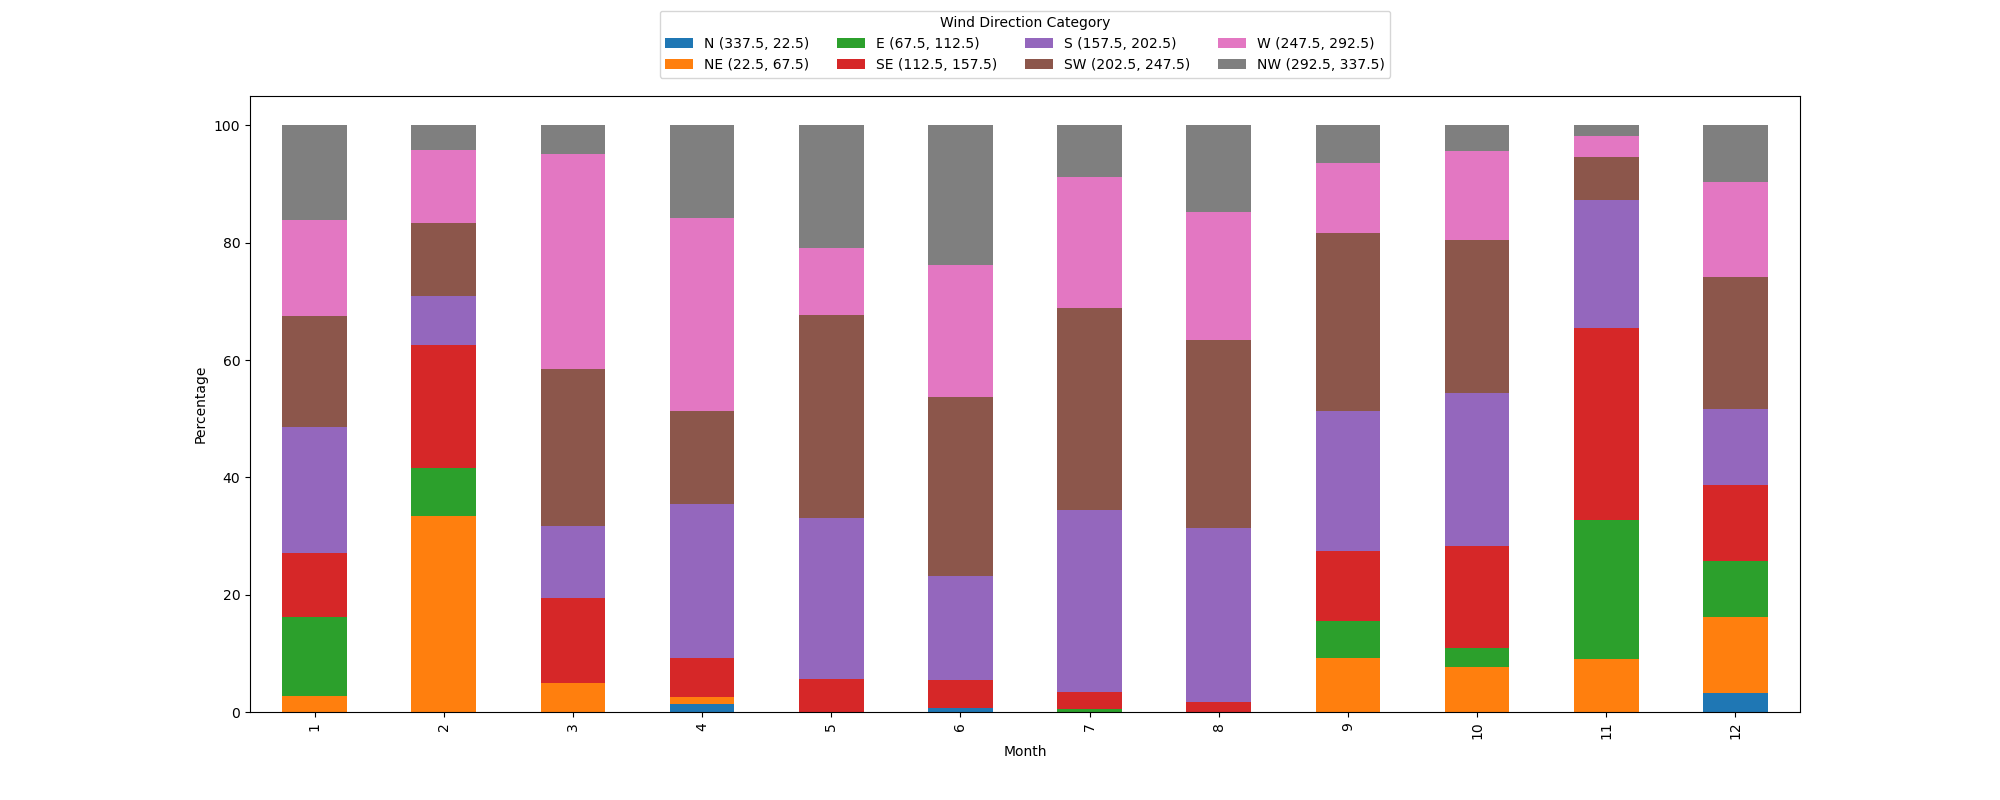 Wind Direction Category
N (337.5, 22.5) E (67.5, 112.5) S (157.5, 202.5) W (247.5, 292.5)
NE (22.5, 67.5) SE (112.5, 157.5) SW (202.5, 247.5) NW (292.5, 337.5)
100
80
60
40
20
0
Percentage
1 2 3 4 5 6 7 8 9 10 11 12
Month